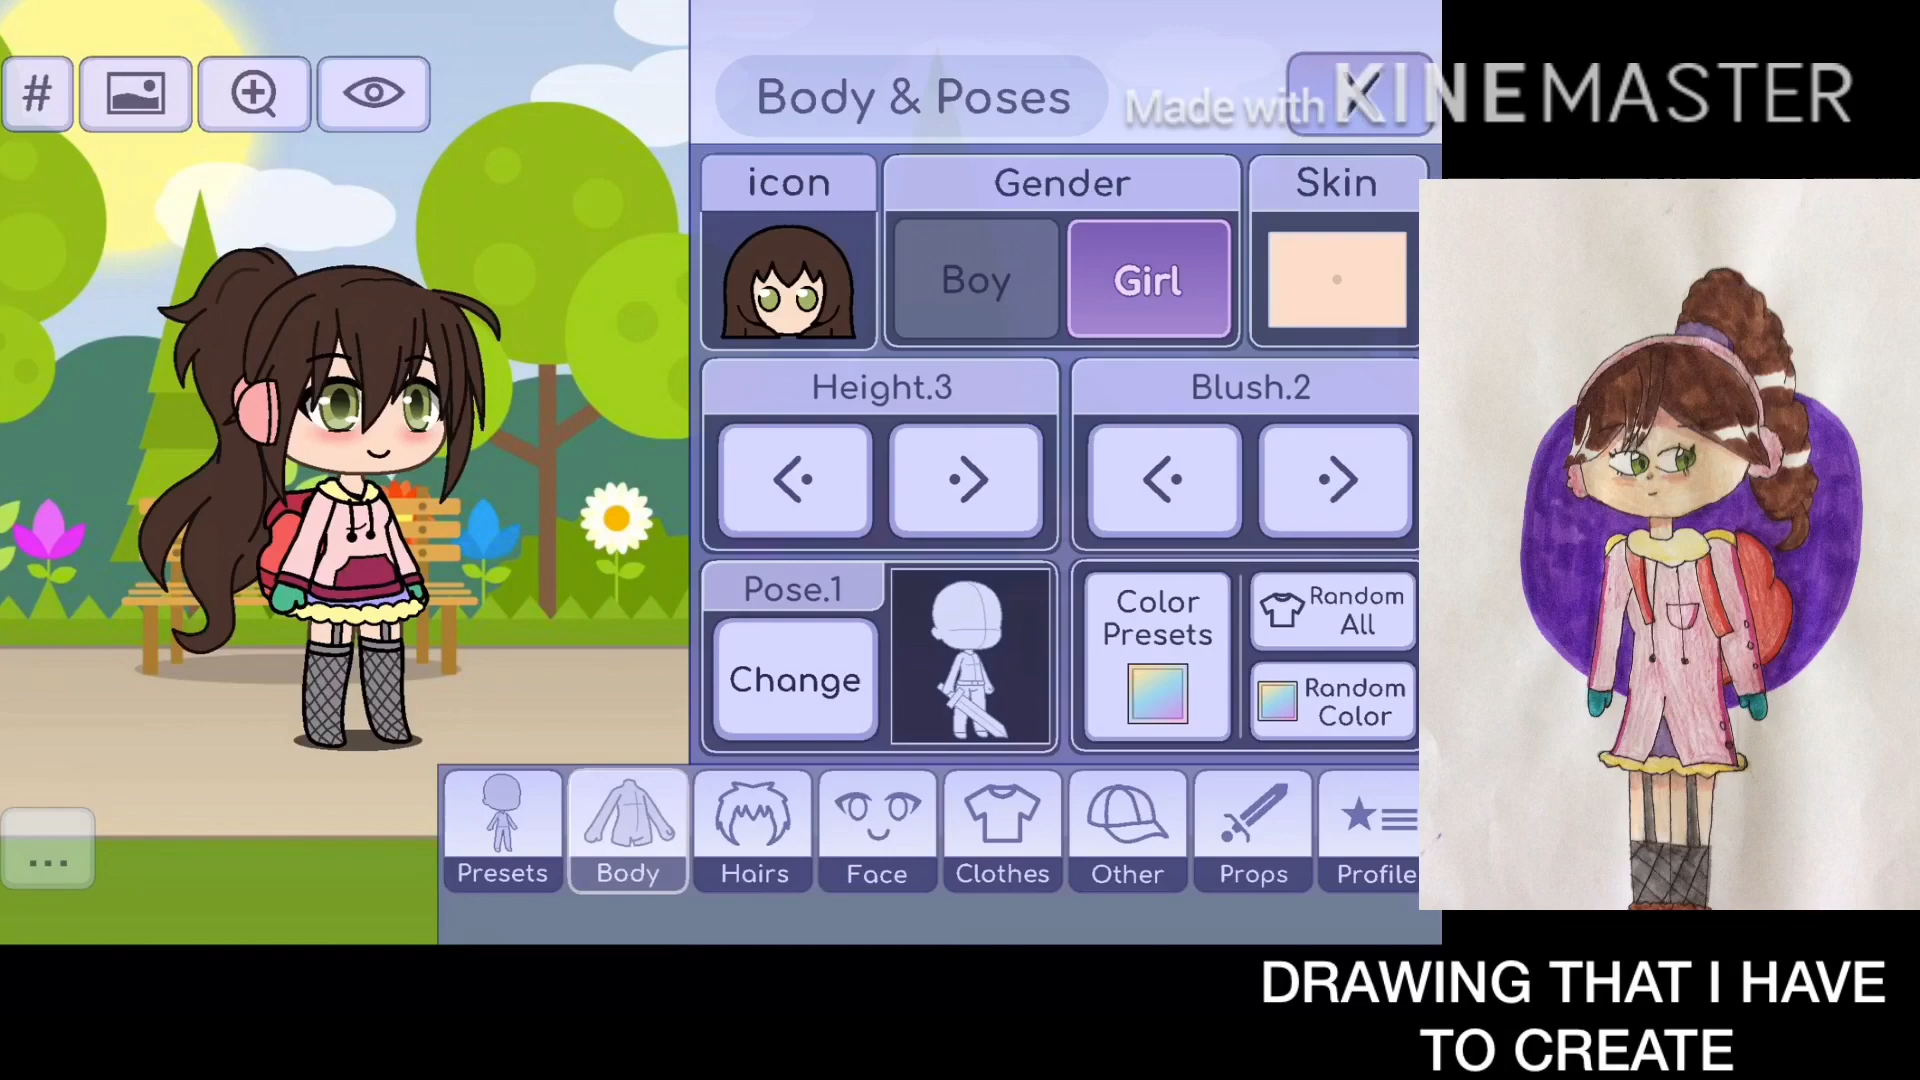 #
Body & Poses
Made with KINEMASTER
icon
Gender
Skin
Boy
Girl
Height.3
Blush.2
Pose.1
Change
Color
Presets
Random
All
Random
Color
...
Presets
Body
Hairs
Face
Clothes
Other
Props
Profile
DRAWING THAT I HAVE
TO CREATE